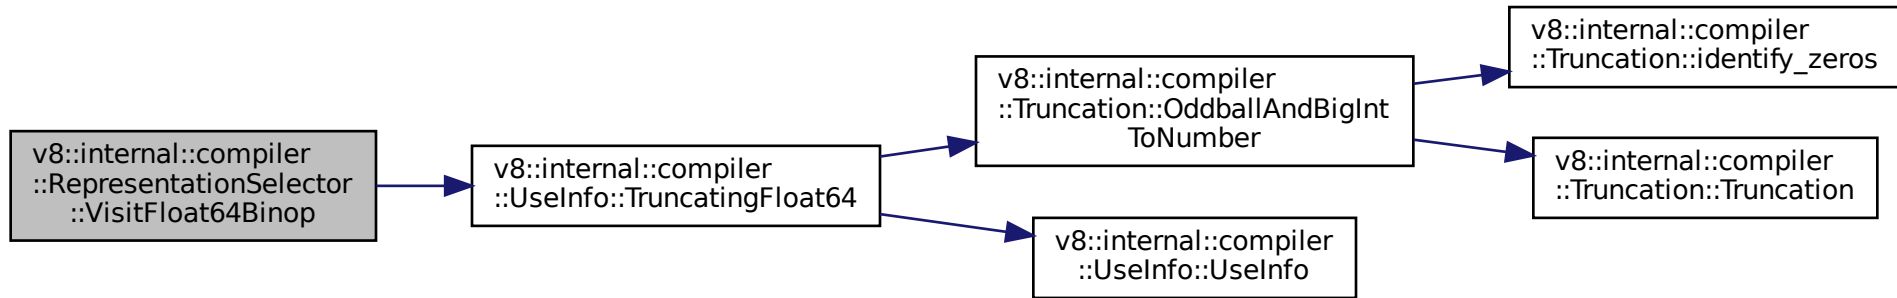 v8::internal::compiler
::RepresentationSelector
::VisitFloat64Binop
v8::internal::compiler
::UseInfo::TruncatingFloat64
v8::internal::compiler
::Truncation::OddballAndBigInt
ToNumber
v8::internal::compiler
::UseInfo::UseInfo
v8::internal::compiler
::Truncation::identify_zeros
v8::internal::compiler
::Truncation::Truncation